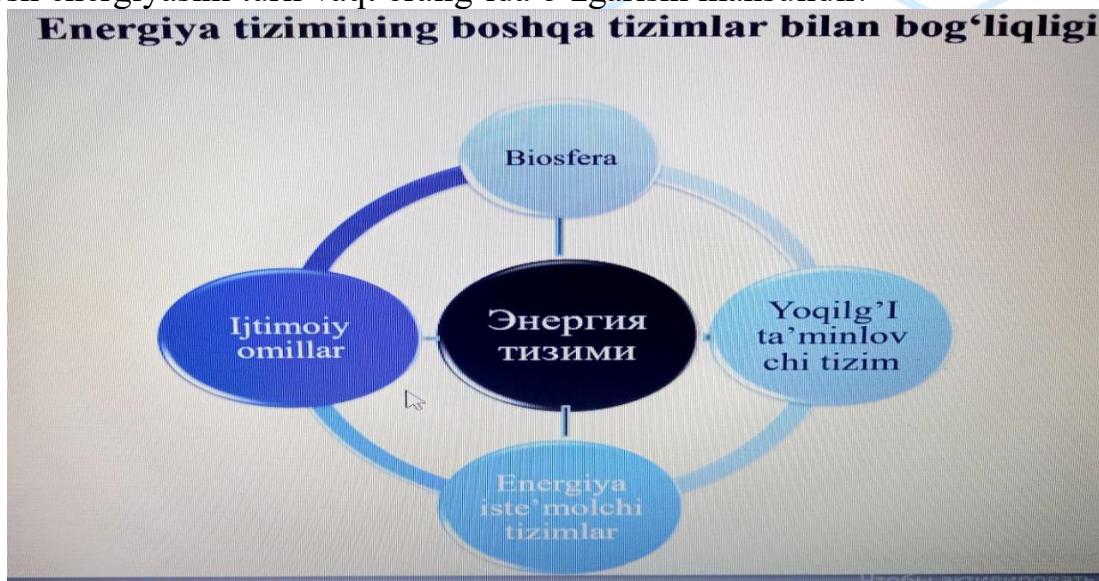 Energiya tizimining boshqa tizimlar bilan bog‘liqligi
Biosfera
Ijtimoiy
omillar
Энергия
тизими
Yoqilg’I
ta’minlov
chi tizim
Energiya
iste’molchi
tizimlar